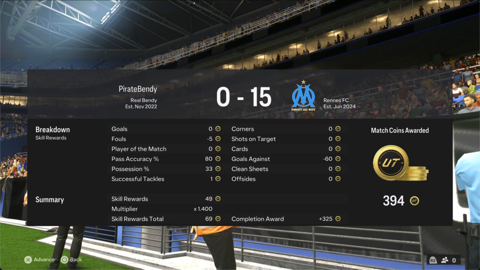 PirateBendy
Real Bendy
Est. Nov 2022
0 - 15
Rennes FC
Est. Jun 2024
Breakdown
Skill Rewards
Goals 0
Fouls -5
Player of the Match 0
Pass Accuracy % 80
Possession % 33
Successful Tackles 1
Corners 0
Shots on Target 0
Cards 0
Goals Against -60
Clean Sheets 0
Offsides 0
Match Coins Awarded
UT
394
Summary
Skill Rewards 49
Multiplier x 1.400
Skill Rewards Total 69
Completion Award +325
Advance
Back
0